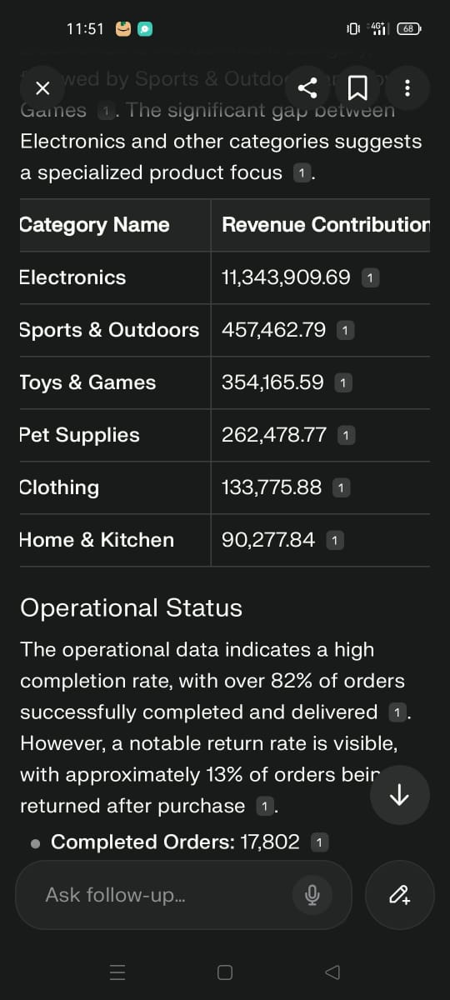 11:51
4G+
68
wed by Sports & Outdo
Games 1. The significant gap between
Electronics and other categories suggests
a specialized product focus 1.
Category Name Revenue Contribution
Electronics 11,343,909.69 1
Sports & Outdoors 457,462.79 1
Toys & Games 354,165.59 1
Pet Supplies 262,478.77 1
Clothing 133,775.88 1
Home & Kitchen 90,277.84 1
Operational Status
The operational data indicates a high
completion rate, with over 82% of orders
successfully completed and delivered 1.
However, a notable return rate is visible,
with approximately 13% of orders bein
returned after purchase 1.
• Completed Orders: 17,802 1
Ask follow-up...